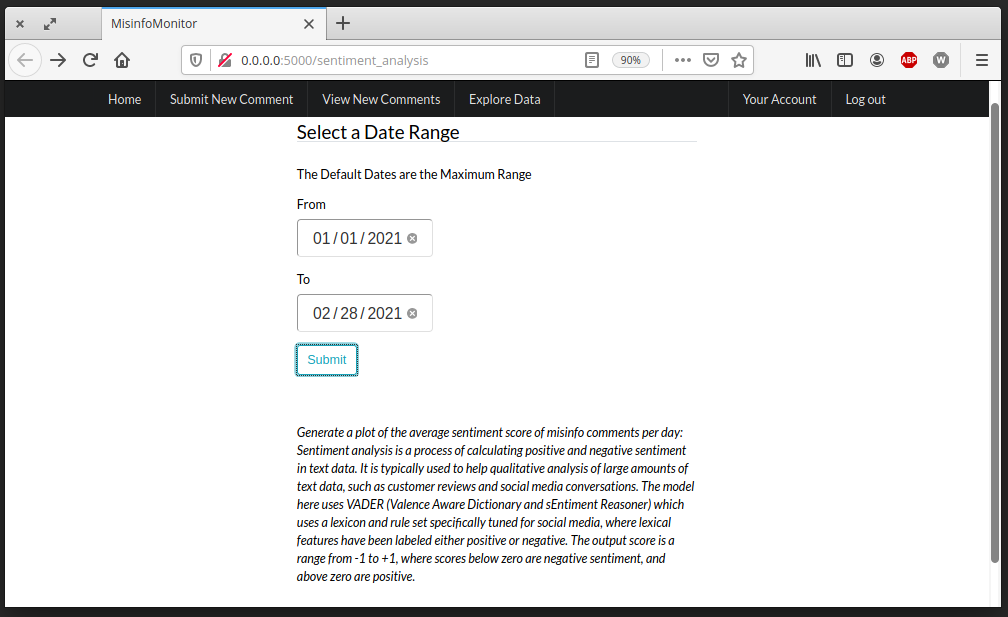 MisinfoMonitor
0.0.0.0:5000/sentiment_analysis
90%
ABP
W
Home
Submit New Comment
View New Comments
Explore Data
Your Account
Log out
Select a Date Range
The Default Dates are the Maximum Range
From
01/01/2021
To
02/28/2021
Submit
Generate a plot of the average sentiment score of misinfo comments per day:
Sentiment analysis is a process of calculating positive and negative sentiment
in text data. It is typically used to help qualitative analysis of large amounts of
text data, such as customer reviews and social media conversations. The model
here uses VADER (Valence Aware Dictionary and sEntiment Reasoner) which
uses a lexicon and rule set specifically tuned for social media, where lexical
features have been labeled either positive or negative. The output score is a
range from -1 to +1, where scores below zero are negative sentiment, and
above zero are positive.